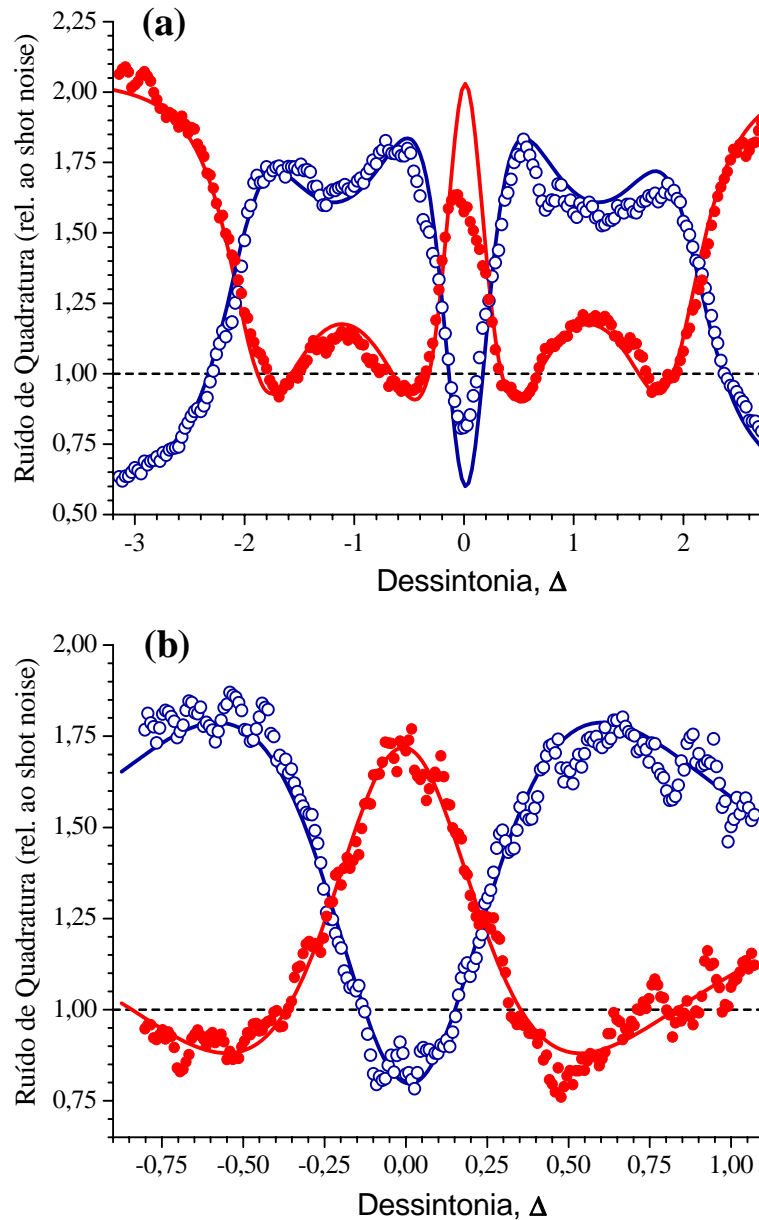 (a)
Ruído de Quadratura (rel. ao shot noise)
2,25
2,00
1,75
1,50
1,25
1,00
0,75
0,50
-3 -2 -1 0 1 2
Dessintonia, Δ
(b)
Ruído de Quadratura (rel. ao shot noise)
2,00
1,75
1,50
1,25
1,00
0,75
-0,75 -0,50 -0,25 0,00 0,25 0,50 0,75 1,00
Dessintonia, Δ